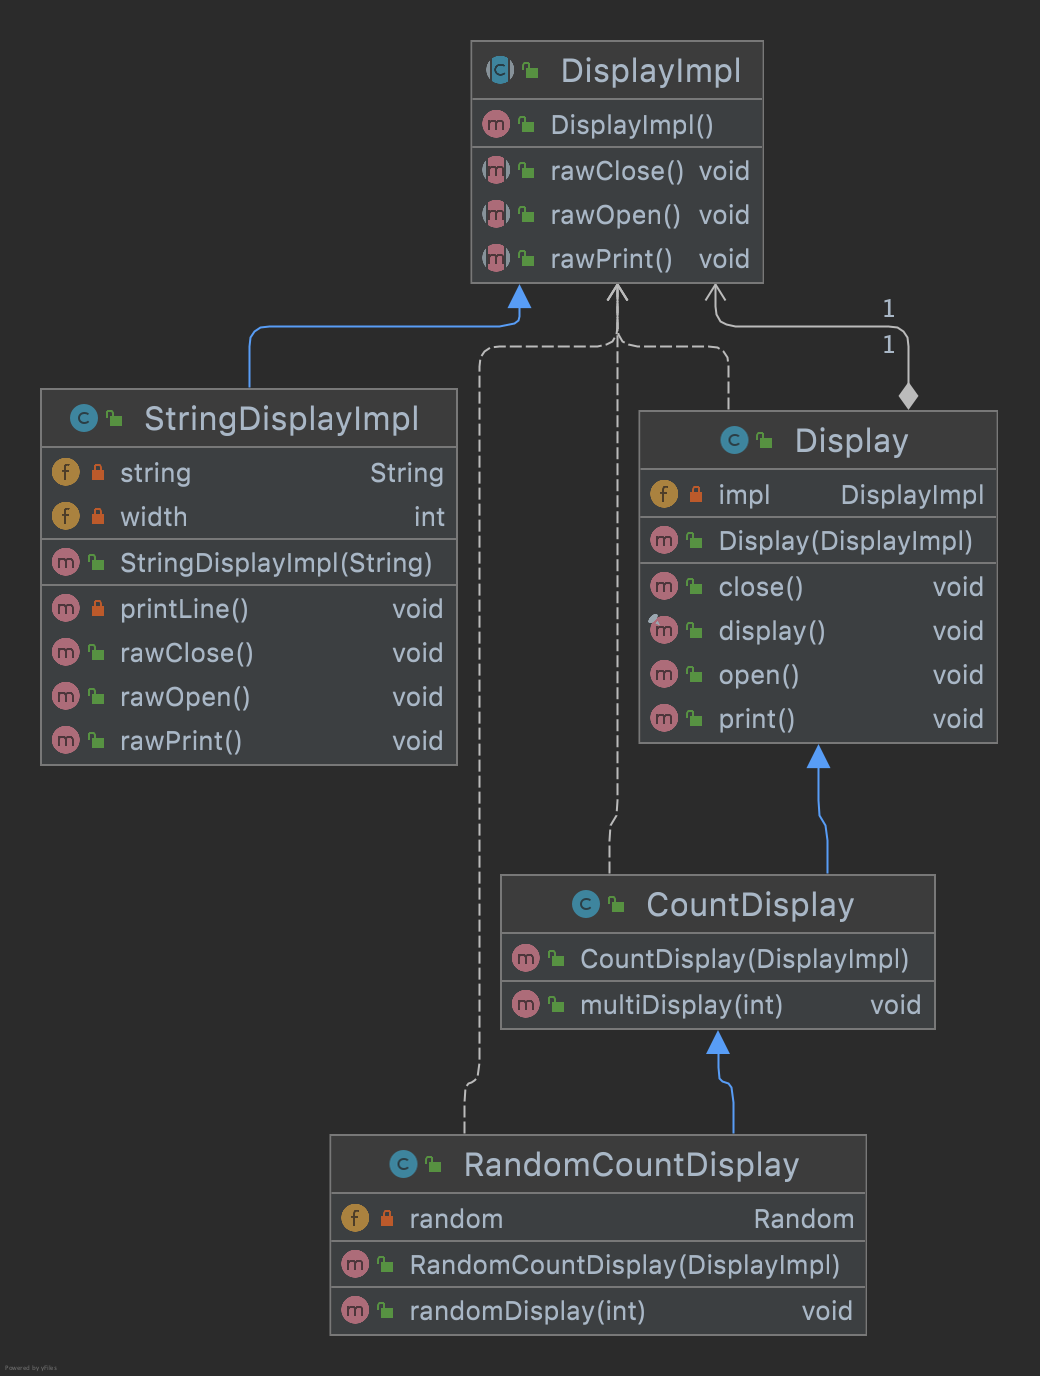 DisplayImpl
DisplayImpl()
rawClose() void
rawOpen() void
rawPrint() void
1
1
StringDisplayImpl
string String
width int
StringDisplayImpl(String)
printLine() void
rawClose() void
rawOpen() void
rawPrint() void
Display
impl DisplayImpl
Display(DisplayImpl)
close() void
display() void
open() void
print() void
CountDisplay
CountDisplay(DisplayImpl)
multiDisplay(int) void
RandomCountDisplay
random Random
RandomCountDisplay(DisplayImpl)
randomDisplay(int) void
Powered by yFiles